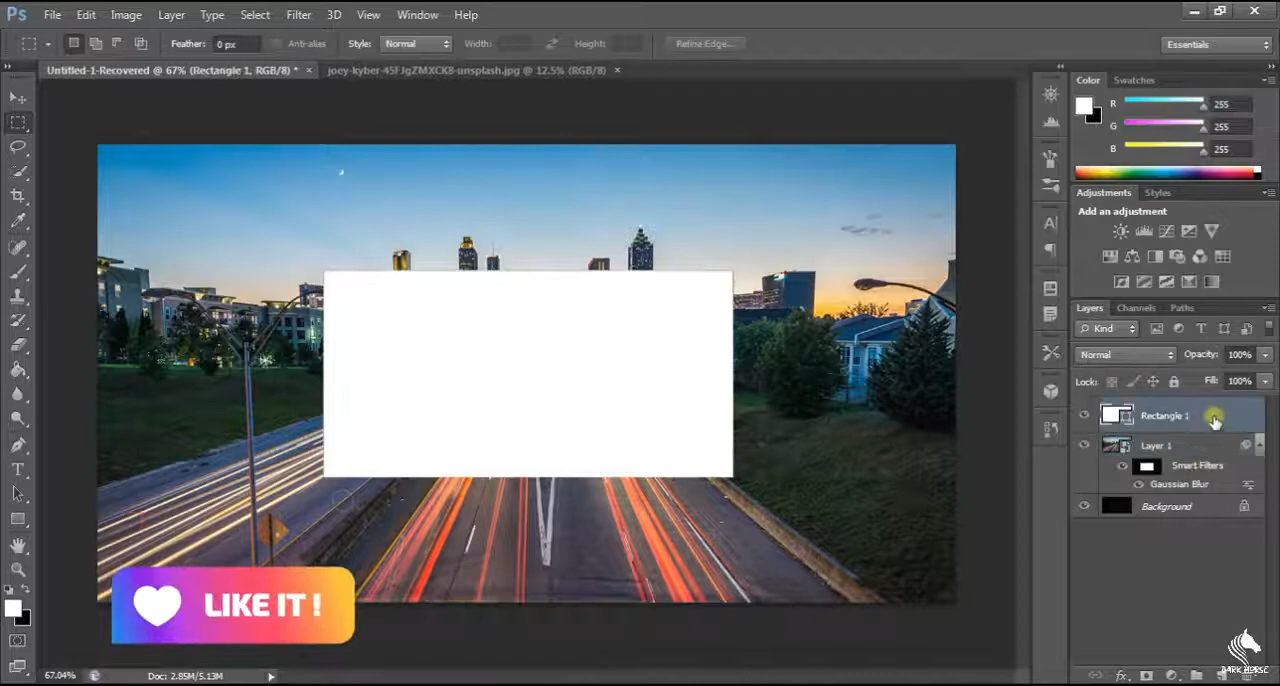 Ps File Edit Image Layer Type Select Filter 3D View Window Help
Feather: 0 px Anti-alias Style: Normal Width: Height: Refine Edge... Essentials
Untitled-1-Recovered @ 67% (Rectangle 1, RGB/8) * × joey-kyber-45FJgZMXCK8-unsplash.jpg @ 12.5% (RGB/8) ×
Color Swatches
R 255
G 255
B 255
Adjustments Styles
Add an adjustment
Layers Channels Paths
Kind
Normal Opacity: 100%
Lock: Fill: 100%
Rectangle 1
Layer 1
Smart Filters
Gaussian Blur
Background
LIKE IT !
67.04% Doc: 2.85M/5.13M
DARK HORSE